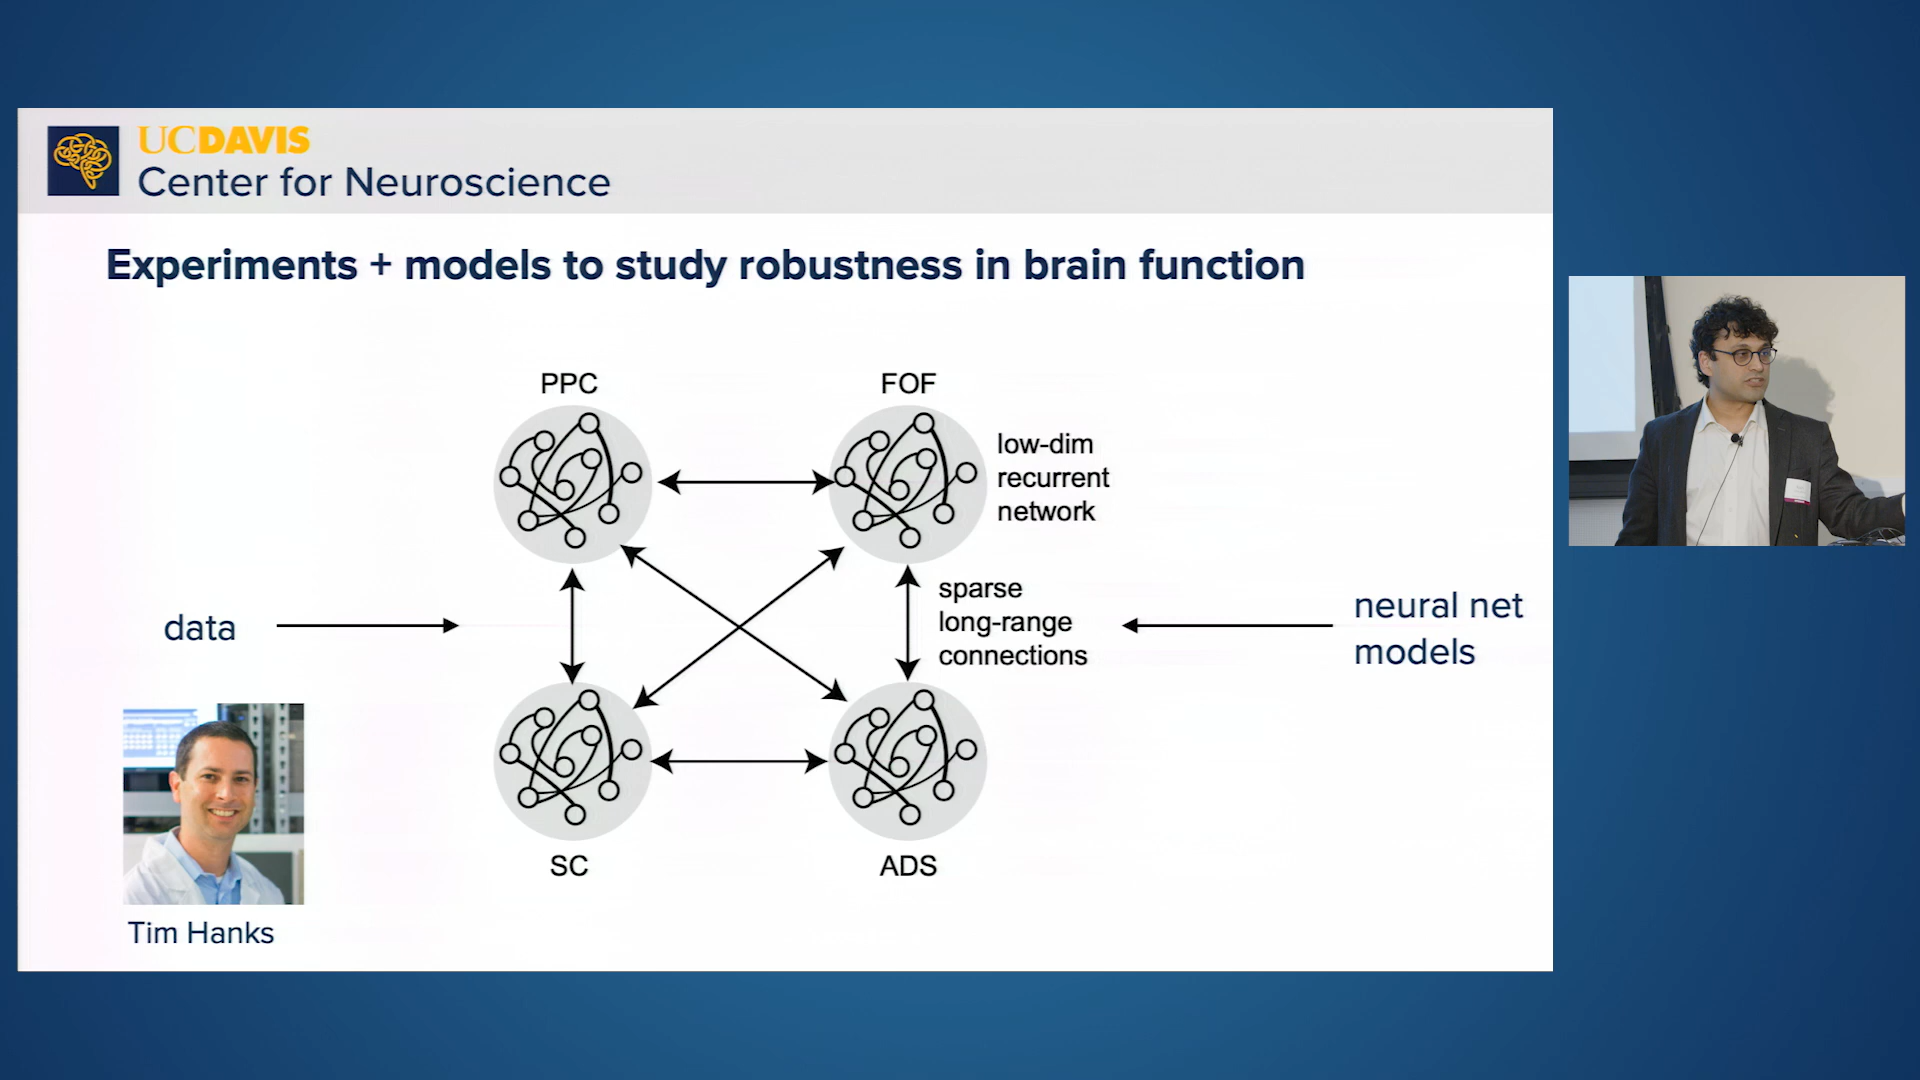 UCDAVIS
Center for Neuroscience
Experiments + models to study robustness in brain function
PPC
FOF
low-dim
recurrent
network
sparse
long-range
connections
data
neural net
models
SC
ADS
Tim Hanks